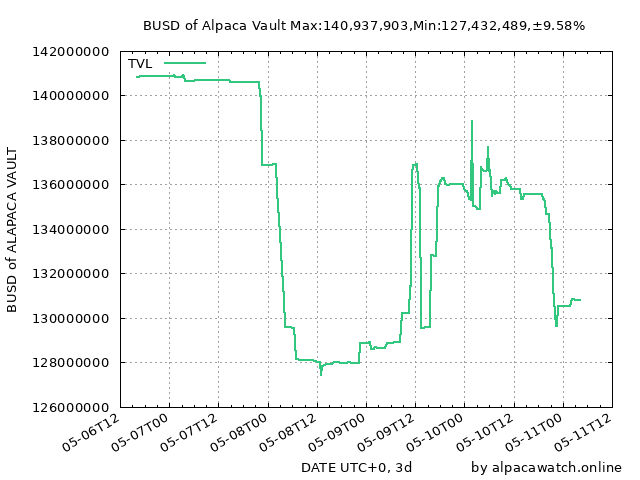 BUSD of Alpaca Vault Max:140,937,903,Min:127,432,489,±9.58%
TVL
142000000
140000000
138000000
136000000
134000000
132000000
130000000
128000000
126000000
BUSD of ALAPACA VAULT
05-06T12
05-07T00
05-07T12
05-08T00
05-08T12
05-09T00
05-09T12
05-10T00
05-10T12
05-11T00
05-11T12
DATE UTC+0, 3d
by alpacawatch.online